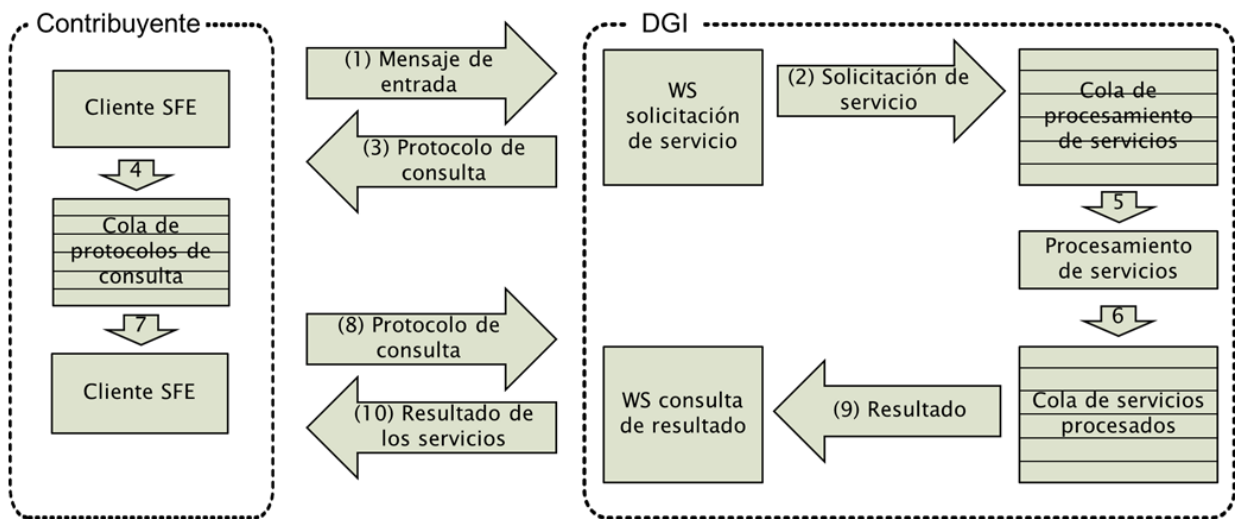 Contribuyente
DGI
Cliente SFE
4
Cola de
protocolos de
consulta
7
Cliente SFE
(1) Mensaje de
entrada
(3) Protocolo de
consulta
(8) Protocolo de
consulta
(10) Resultado de
los servicios
WS
solicitación
de servicio
(2) Solicitación de
servicio
Cola de
procesamiento
de servicios
5
Procesamiento
de servicios
6
WS consulta
de resultado
(9) Resultado
Cola de servicios
procesados